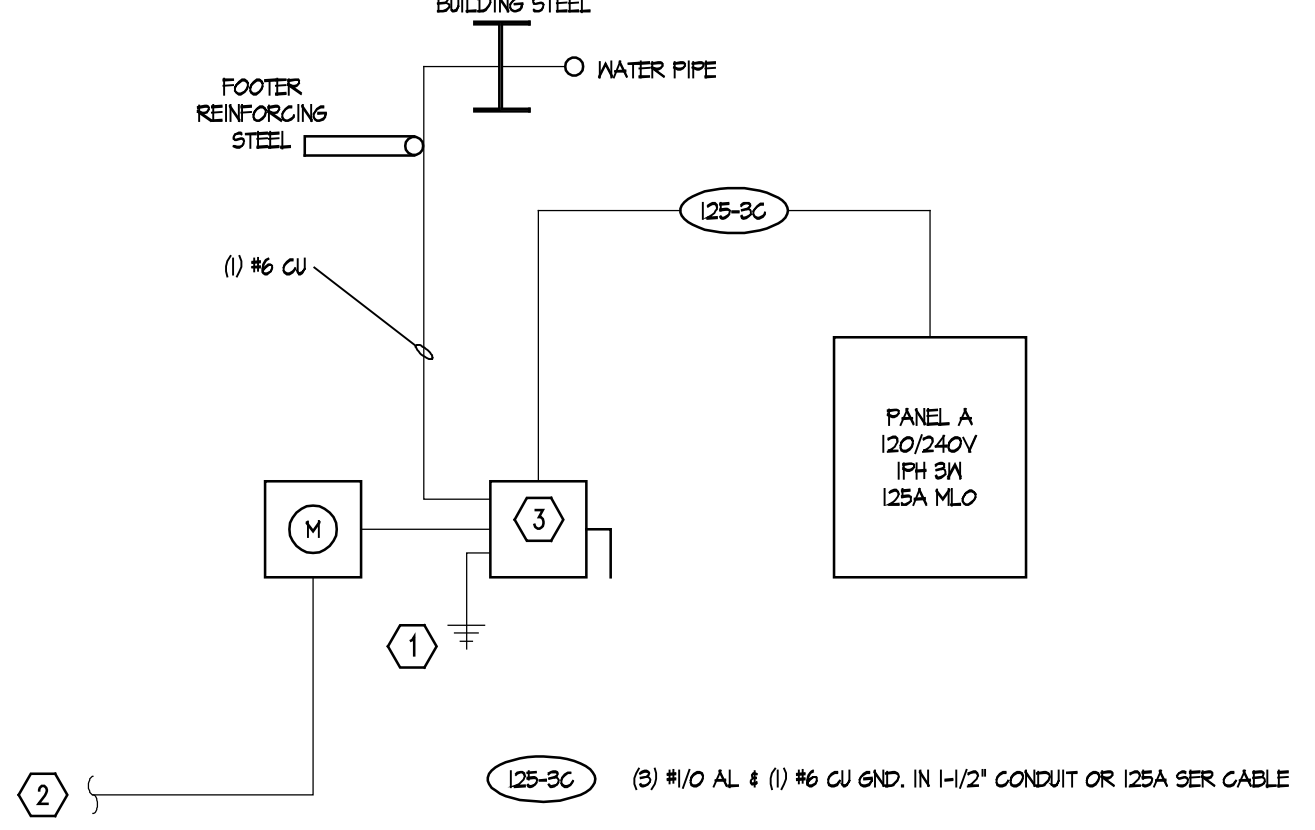 BUILDING STEEL
WATER PIPE
FOOTER
REINFORCING
STEEL
125-3C
(1) #6 CU
PANEL A
120/240V
1PH 3W
125A MLO
3
M
1
2
125-3C
(3) #1/0 AL & (1) #6 CU GND. IN 1-1/2" CONDUIT OR 125A SER CABLE